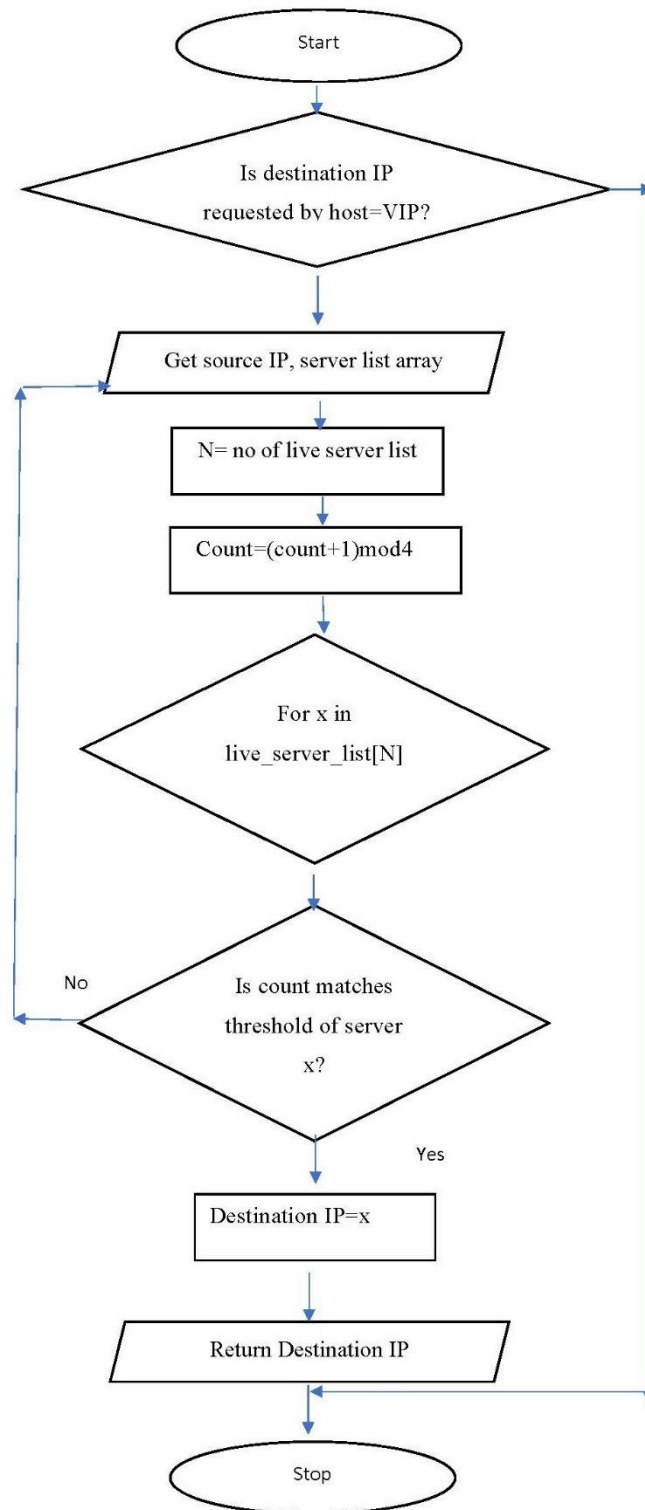 Start
Is destination IP
requested by host=VIP?
Get source IP, server list array
N= no of live server list
Count=(count+1)mod4
For x in
live_server_list[N]
No
Is count matches
threshold of server
x?
Yes
Destination IP=x
Return Destination IP
Stop